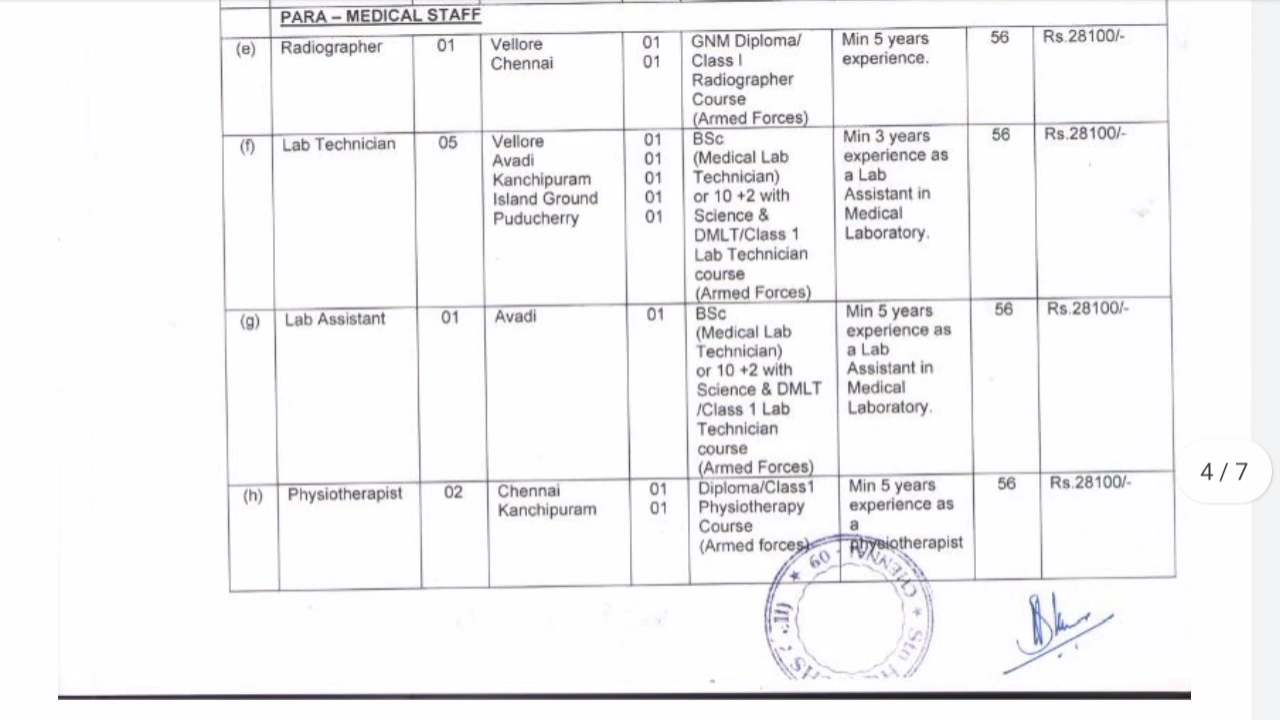 PARA – MEDICAL STAFF
(e) Radiographer 01 Vellore 01 GNM Diploma/ Min 5 years 56 Rs.28100/-
Chennai 01 Class I experience.
Radiographer
Course
(Armed Forces)
(f) Lab Technician 05 Vellore 01 BSc Min 3 years 56 Rs.28100/-
Avadi 01 (Medical Lab experience as
Kanchipuram 01 Technician) a Lab
Island Ground 01 or 10 +2 with Assistant in
Puducherry 01 Science & Medical
DMLT/Class 1 Laboratory.
Lab Technician
course
(Armed Forces)
(g) Lab Assistant 01 Avadi 01 BSc Min 5 years 56 Rs.28100/-
(Medical Lab experience as
Technician) a Lab
or 10 +2 with Assistant in
Science & DMLT Medical
/Class 1 Lab Laboratory.
Technician
course
(Armed Forces)
(h) Physiotherapist 02 Chennai 01 Diploma/Class1 Min 5 years 56 Rs.28100/-
Kanchipuram 01 Physiotherapy experience as
Course a
(Armed forces) physiotherapist
CHENNAI - 09
Stn
4 / 7